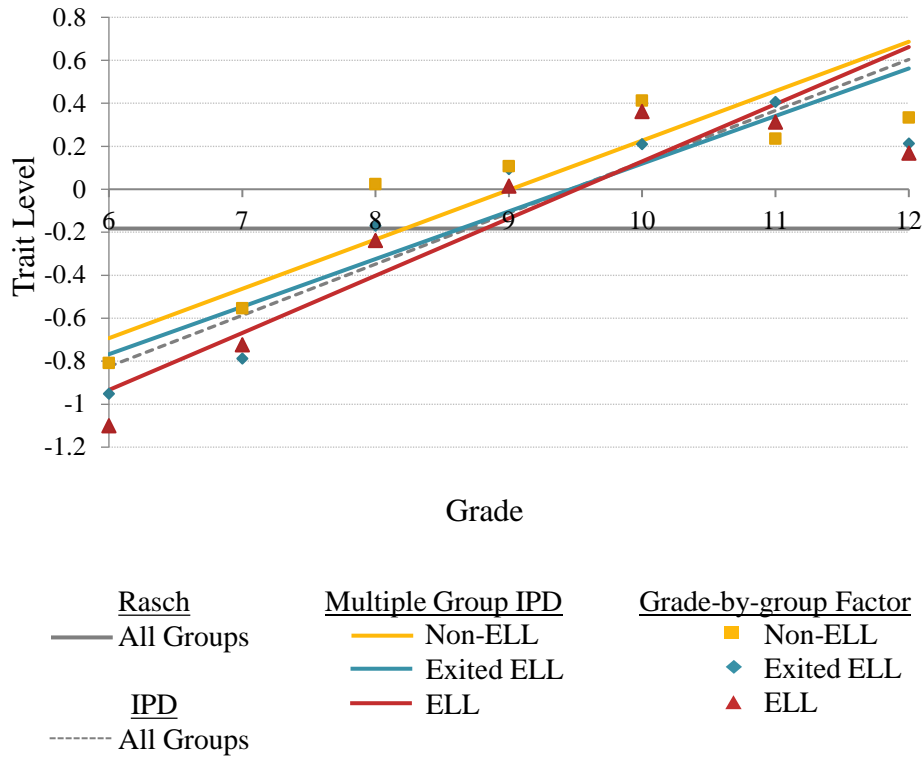 0.8
0.6
0.4
0.2
0
-0.2
-0.4
-0.6
-0.8
-1
-1.2
6 7 8 9 10 11 12
Trait Level
Grade
Rasch
All Groups
IPD
All Groups
Multiple Group IPD
Non-ELL
Exited ELL
ELL
Grade-by-group Factor
Non-ELL
Exited ELL
ELL